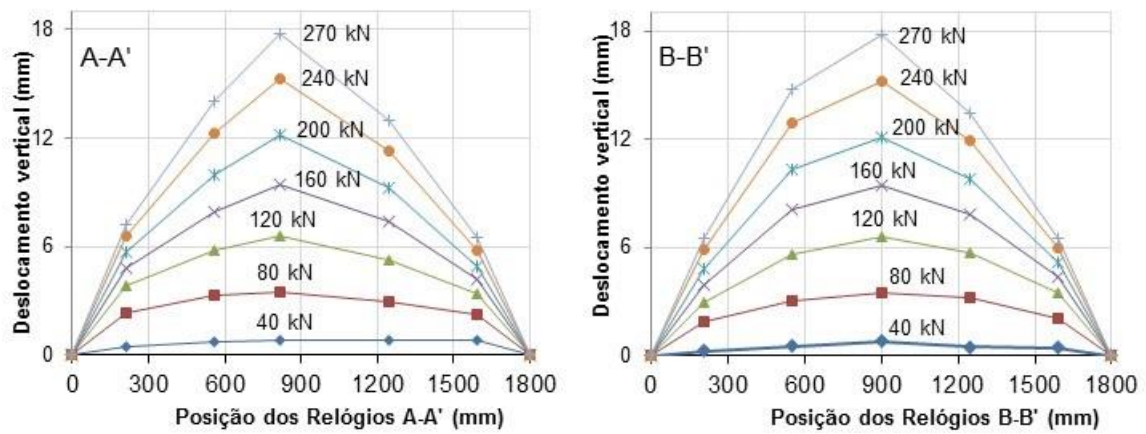 A-A'
Deslocamento vertical (mm)
18
12
6
0
270 kN
240 kN
200 kN
160 kN
120 kN
80 kN
40 kN
0 300 600 900 1200 1500 1800
Posição dos Relógios A-A' (mm)
B-B'
Deslocamento vertical (mm)
18
12
6
0
270 kN
240 kN
200 kN
160 kN
120 kN
80 kN
40 kN
0 300 600 900 1200 1500 1800
Posição dos Relógios B-B' (mm)